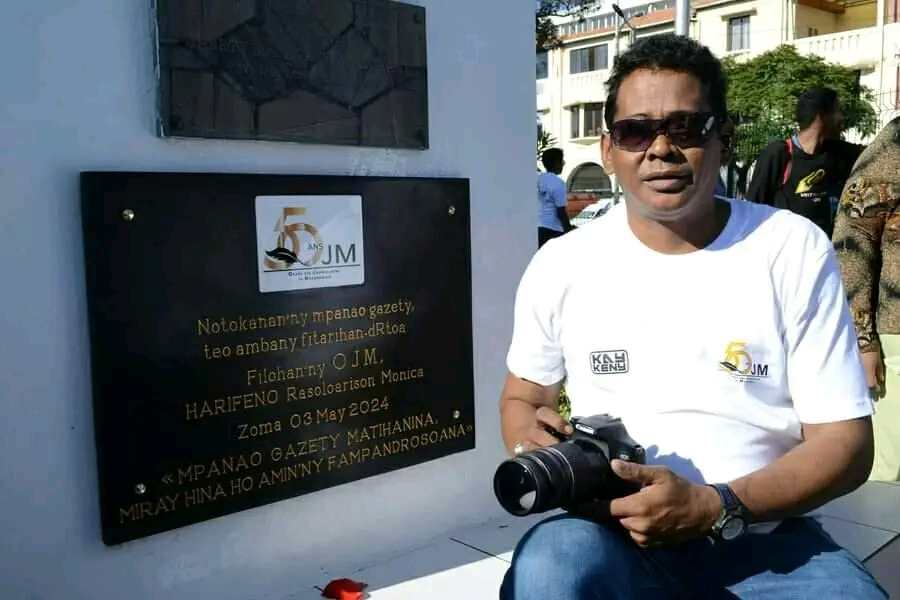 50
ANS
OJM
Notokanan'ny mpanao gazety,
teo ambany fitarihan-dRtoa
Filohan'ny OJM,
HARIFENO Rasoloarison Monica
Zoma 03 May 2024
«MPANAO GAZETY MATIHANINA,
MIRAY HINA HO AMIN'NY FAMPANDROSOANA»
KAY
KENY
50
OJM